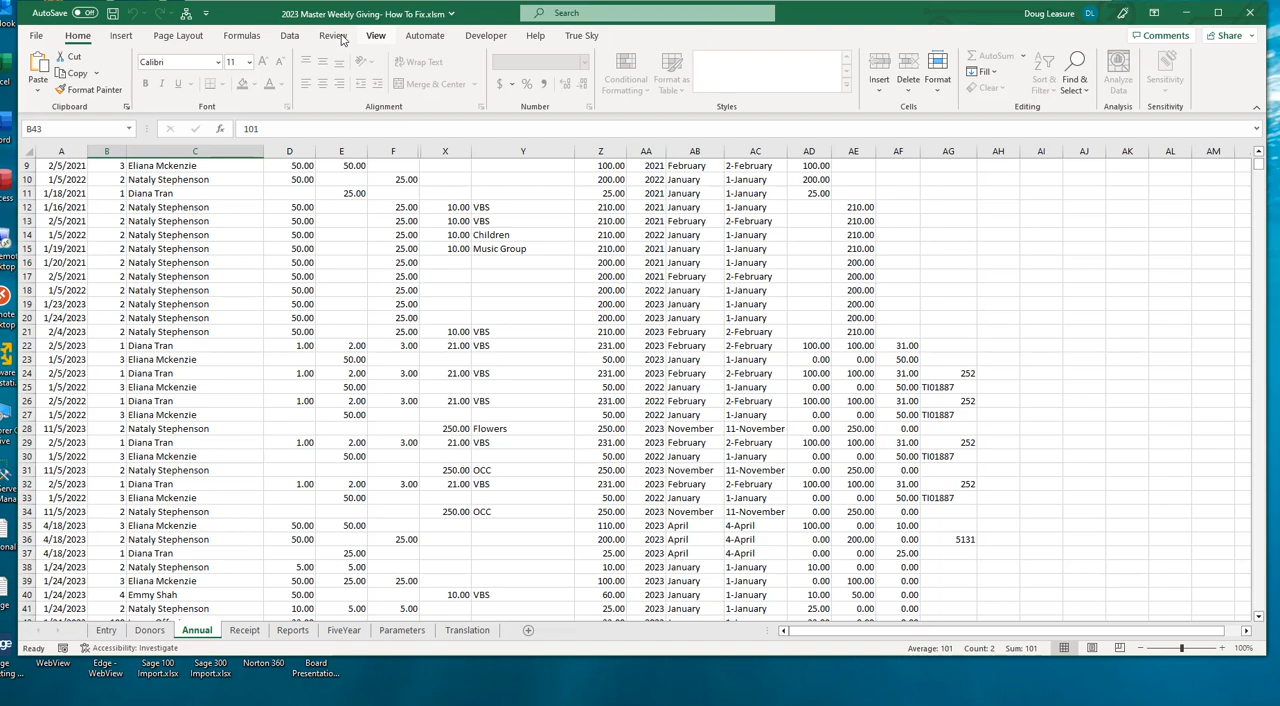 AutoSave Off 2023 Master Weekly Giving- How To Fix.xlsm Search Doug Leasure DL
File Home Insert Page Layout Formulas Data Review View Automate Developer Help True Sky Comments Share
Paste Cut Copy Format Painter Clipboard
Calibri 11 B I U A Font
Wrap Text Merge & Center Alignment
$ % Number
Conditional Formatting Format as Table Styles
Insert Delete Format Cells
AutoSum Fill Clear Sort & Filter Find & Select Editing
Analyze Data Analysis
Sensitivity Sensitivity
B43 fx 101
A B C D E F X Y Z AA AB AC AD AE AF AG AH AI AJ AK AL AM
9 2/5/2021 3 Eliana Mckenzie 50.00 50.00 100.00 2021 February 2-February 100.00
10 1/5/2022 2 Nataly Stephenson 50.00 25.00 200.00 2022 January 1-January 200.00
11 1/18/2021 1 Diana Tran 25.00 25.00 2021 January 1-January 25.00
12 1/16/2021 2 Nataly Stephenson 50.00 25.00 10.00 VBS 210.00 2021 January 1-January 210.00
13 2/5/2021 2 Nataly Stephenson 50.00 25.00 10.00 VBS 210.00 2021 February 2-February 210.00
14 1/5/2022 2 Nataly Stephenson 50.00 25.00 10.00 Children 210.00 2022 January 1-January 210.00
15 1/19/2021 2 Nataly Stephenson 50.00 25.00 10.00 Music Group 210.00 2021 January 1-January 210.00
16 1/20/2021 2 Nataly Stephenson 50.00 25.00 200.00 2021 January 1-January 200.00
17 2/5/2021 2 Nataly Stephenson 50.00 25.00 200.00 2021 February 2-February 200.00
18 1/5/2022 2 Nataly Stephenson 50.00 25.00 200.00 2022 January 1-January 200.00
19 1/23/2023 2 Nataly Stephenson 50.00 25.00 200.00 2023 January 1-January 200.00
20 1/24/2023 2 Nataly Stephenson 50.00 25.00 200.00 2023 January 1-January 200.00
21 2/4/2023 2 Nataly Stephenson 50.00 25.00 10.00 VBS 210.00 2023 February 2-February 210.00
22 2/5/2023 1 Diana Tran 1.00 2.00 3.00 21.00 VBS 231.00 2023 February 2-February 100.00 100.00 31.00
23 1/5/2023 3 Eliana Mckenzie 50.00 50.00 2023 January 1-January 0.00 0.00 50.00
24 2/5/2023 1 Diana Tran 1.00 2.00 3.00 21.00 VBS 231.00 2023 February 2-February 100.00 100.00 31.00 252
25 1/5/2022 3 Eliana Mckenzie 50.00 50.00 2022 January 1-January 0.00 0.00 50.00 TI01887
26 1/5/2022 1 Diana Tran 1.00 2.00 3.00 21.00 VBS 231.00 2022 January 1-January 100.00 100.00 31.00 252
27 1/5/2022 3 Eliana Mckenzie 50.00 50.00 2022 January 1-January 0.00 0.00 50.00 TI01887
28 11/5/2023 2 Nataly Stephenson 250.00 Flowers 250.00 2023 November 11-November 0.00 250.00 0.00
29 2/5/2023 1 Diana Tran 1.00 2.00 3.00 21.00 VBS 231.00 2023 February 2-February 100.00 100.00 31.00 252
30 1/5/2022 3 Eliana Mckenzie 50.00 50.00 2022 January 1-January 0.00 0.00 50.00 TI01887
31 11/5/2023 2 Nataly Stephenson 250.00 OCC 250.00 2023 November 11-November 0.00 250.00 0.00
32 2/5/2023 1 Diana Tran 1.00 2.00 3.00 21.00 VBS 231.00 2023 February 2-February 100.00 100.00 31.00 252
33 1/5/2022 3 Eliana Mckenzie 50.00 50.00 2022 January 1-January 0.00 0.00 50.00 TI01887
34 11/5/2023 2 Nataly Stephenson 250.00 OCC 250.00 2023 November 11-November 0.00 250.00 0.00
35 4/18/2023 3 Eliana Mckenzie 50.00 50.00 110.00 2023 April 4-April 100.00 0.00 10.00
36 4/18/2023 2 Nataly Stephenson 50.00 25.00 200.00 2023 April 4-April 0.00 200.00 0.00 5131
37 4/18/2023 1 Diana Tran 25.00 25.00 2023 April 4-April 0.00 0.00 25.00
38 1/24/2023 2 Nataly Stephenson 5.00 5.00 10.00 2023 January 1-January 10.00 0.00 0.00
39 1/24/2023 3 Eliana Mckenzie 50.00 25.00 25.00 100.00 2023 January 1-January 0.00 100.00 0.00
40 1/24/2023 4 Emmy Shah 50.00 10.00 VBS 60.00 2023 January 1-January 10.00 50.00 0.00
41 1/24/2023 2 Nataly Stephenson 10.00 5.00 5.00 25.00 2023 January 1-January 25.00 0.00 0.00
Entry Donors Annual Receipt Reports FiveYear Parameters Translation
Ready Accessibility: Investigate Average: 101 Count: 2 Sum: 101 100%
WebView Edge - WebView Sage 100 Import.xlsx Sage 300 Import.xlsx Norton 360 Board Presentatio...